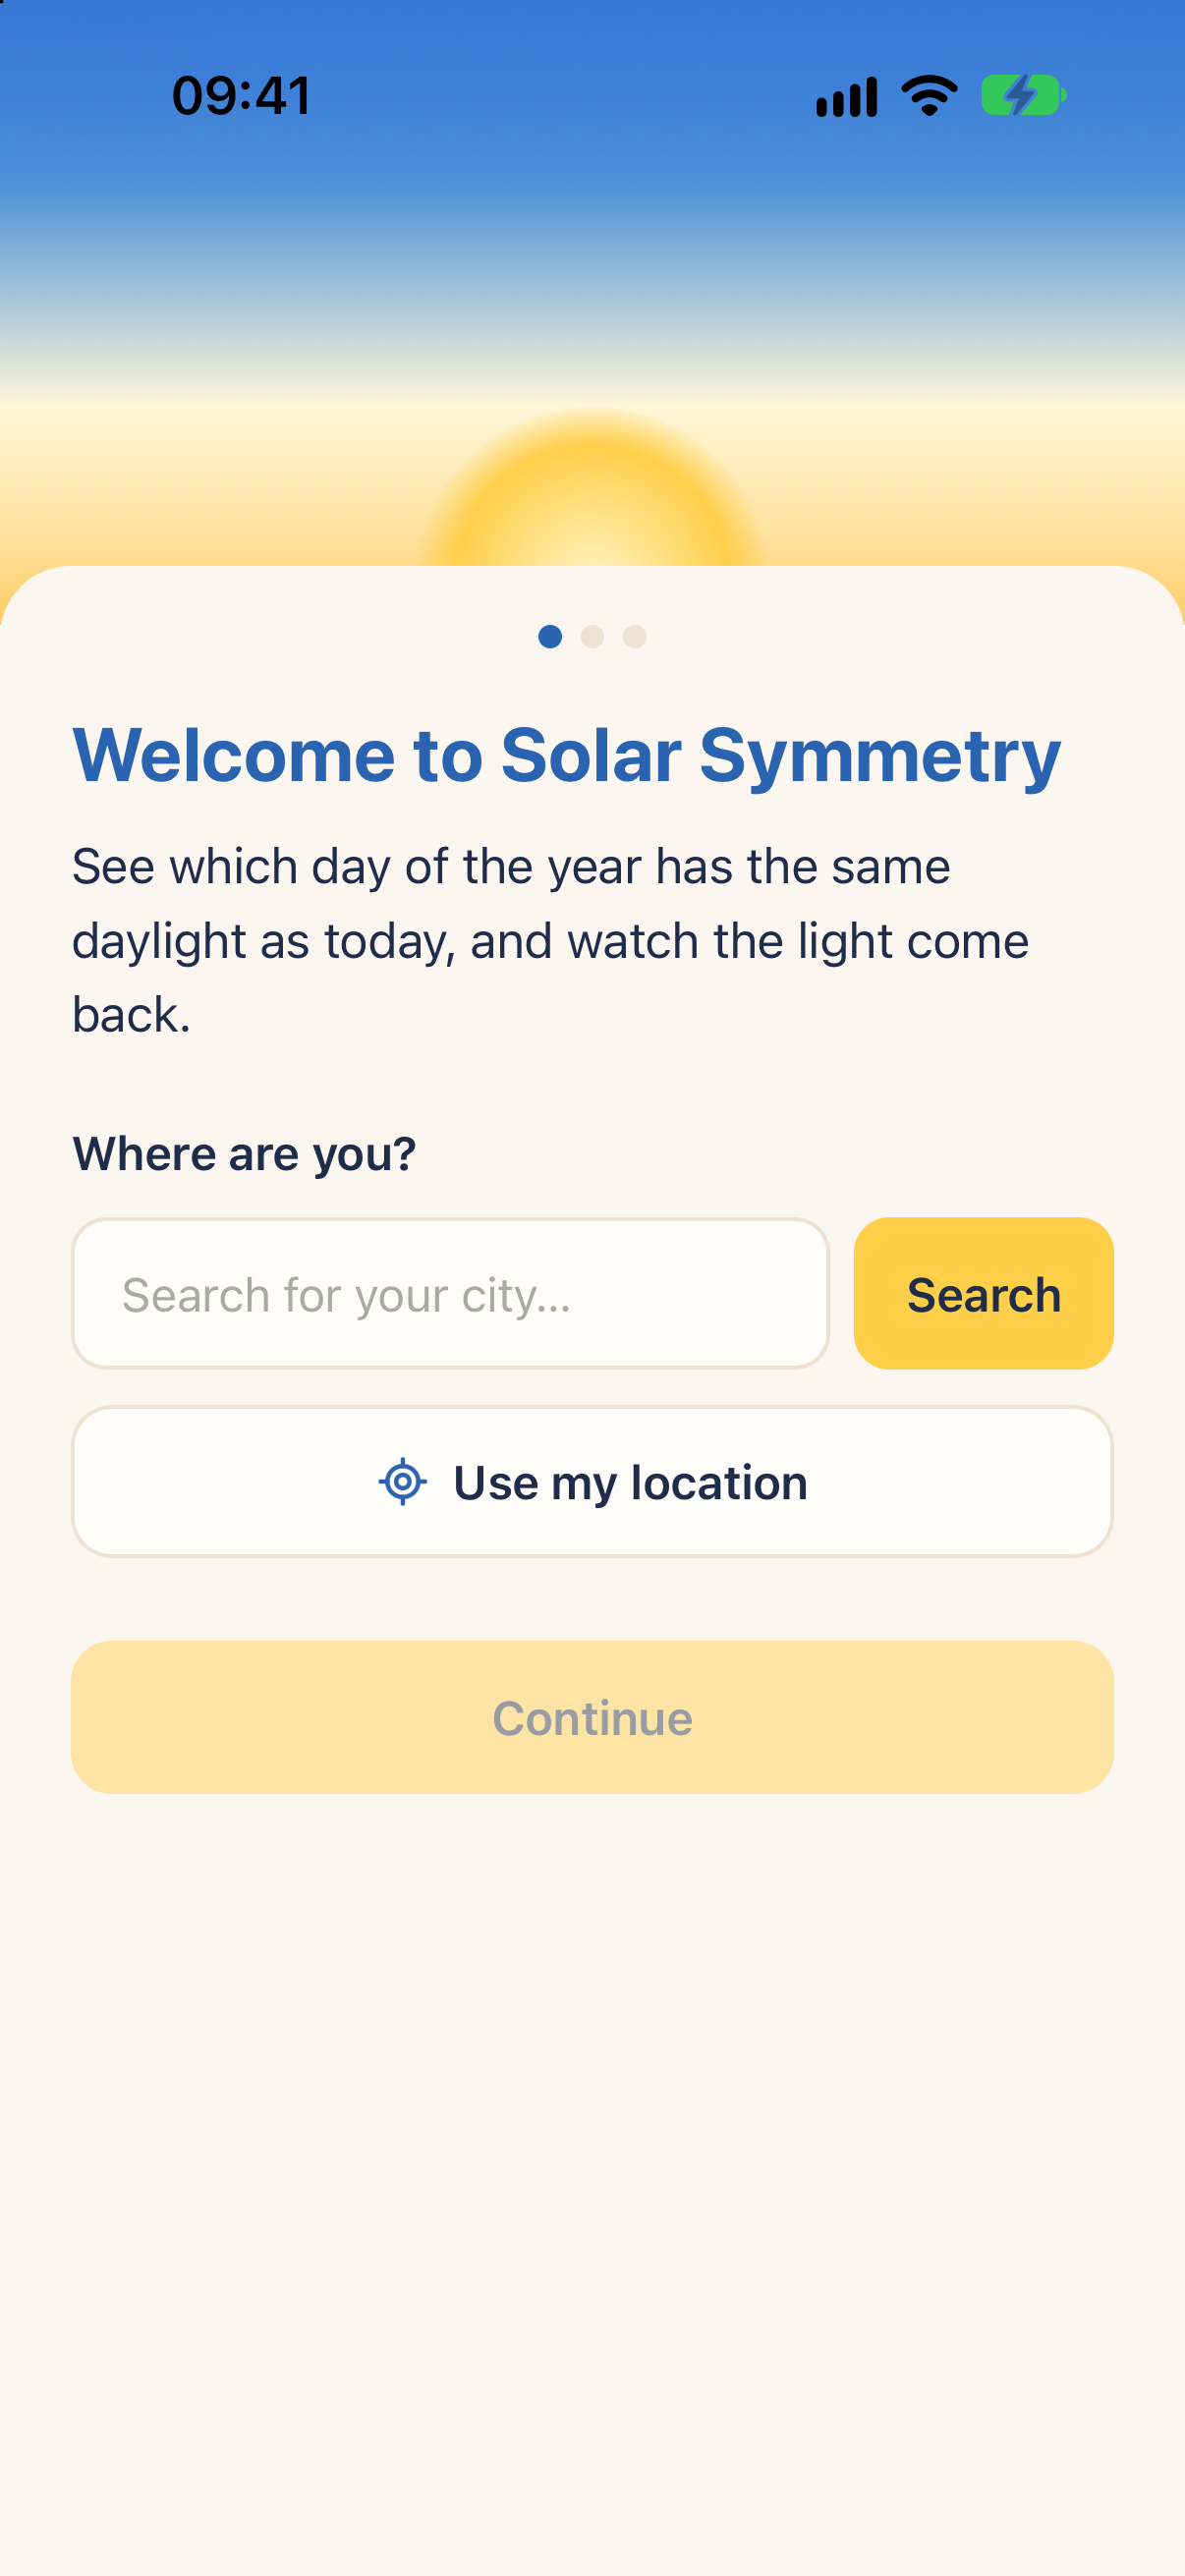 09:41
Welcome to Solar Symmetry
See which day of the year has the same
daylight as today, and watch the light come
back.
Where are you?
Search for your city...
Search
Use my location
Continue